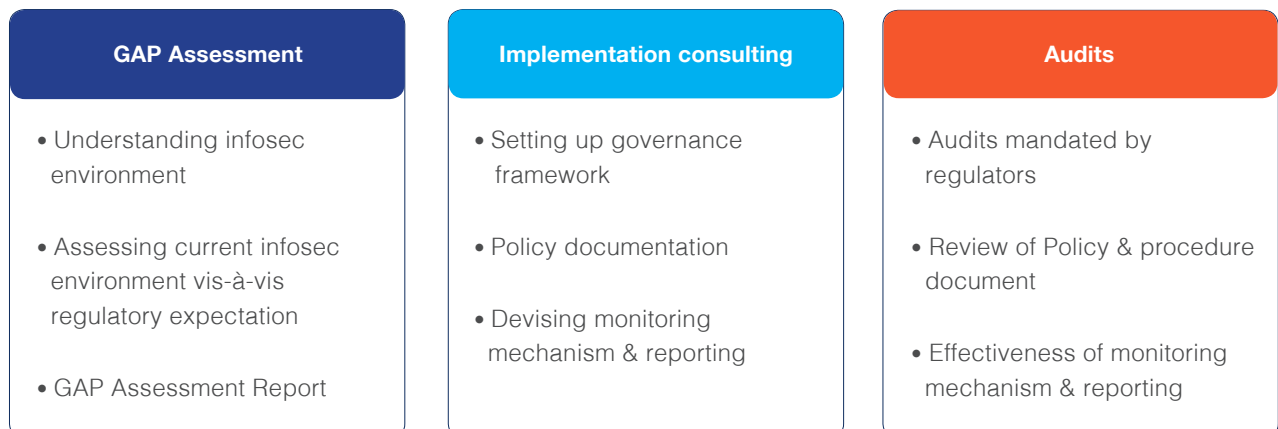 GAP Assessment
• Understanding infosec
environment
• Assessing current infosec
environment vis-à-vis
regulatory expectation
• GAP Assessment Report
Implementation consulting
• Setting up governance
framework
• Policy documentation
• Devising monitoring
mechanism & reporting
Audits
• Audits mandated by
regulators
• Review of Policy & procedure
document
• Effectiveness of monitoring
mechanism & reporting